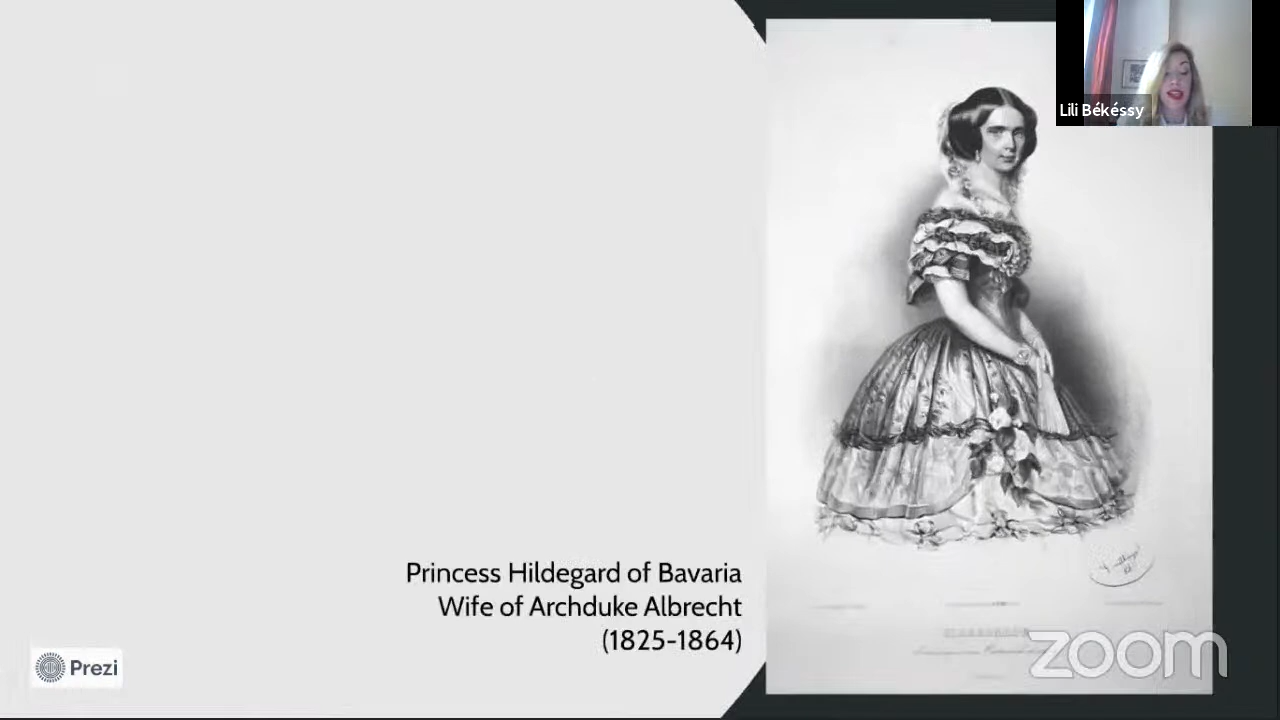 Lili Békéssy
Princess Hildegard of Bavaria
Wife of Archduke Albrecht
(1825-1864)
Prezi
zoom